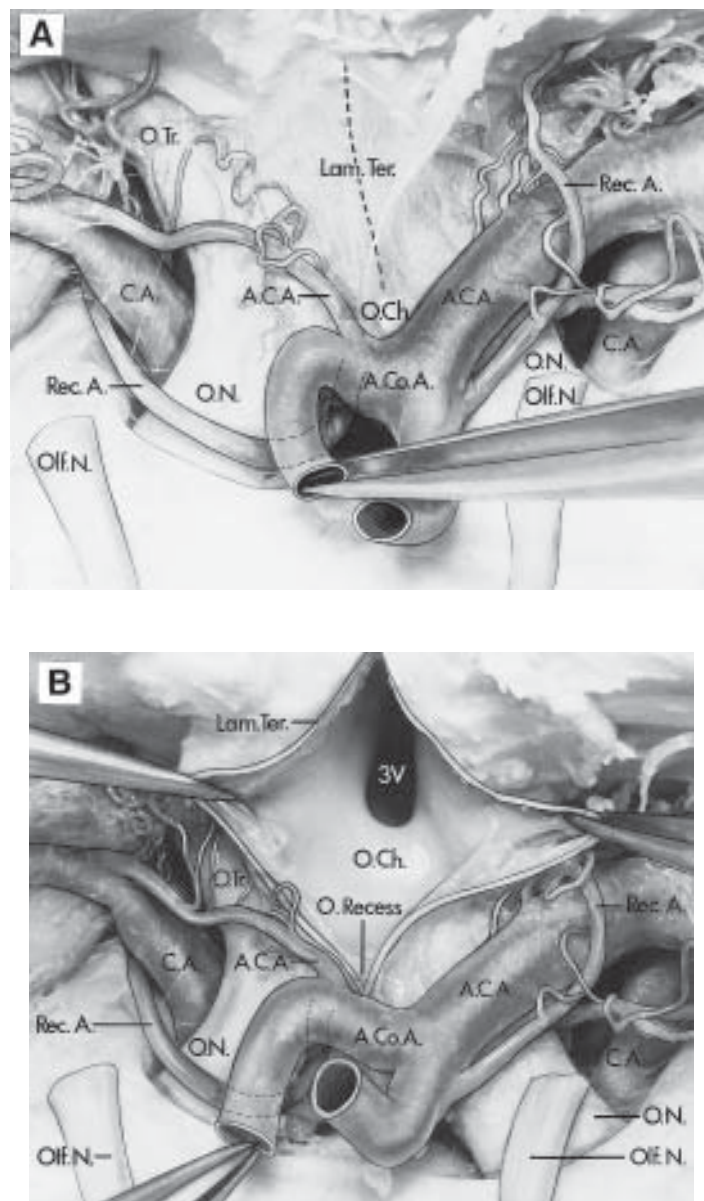 A
O.Tr.
Lam. Ter.
Rec. A.
C.A.
A.C.A.
O.Ch.
A.C.A.
C.A.
Rec. A.
O.N.
A.Co.A.
O.N.
Olf.N.
Olf.N.
B
Lam. Ter.
3V
O.Ch.
O.Tr.
O. Recess
Rec. A.
C.A.
A.C.A.
A.C.A.
Rec. A.
O.N.
A.Co.A.
C.A.
O.N.
Olf.N.
Olf.N.